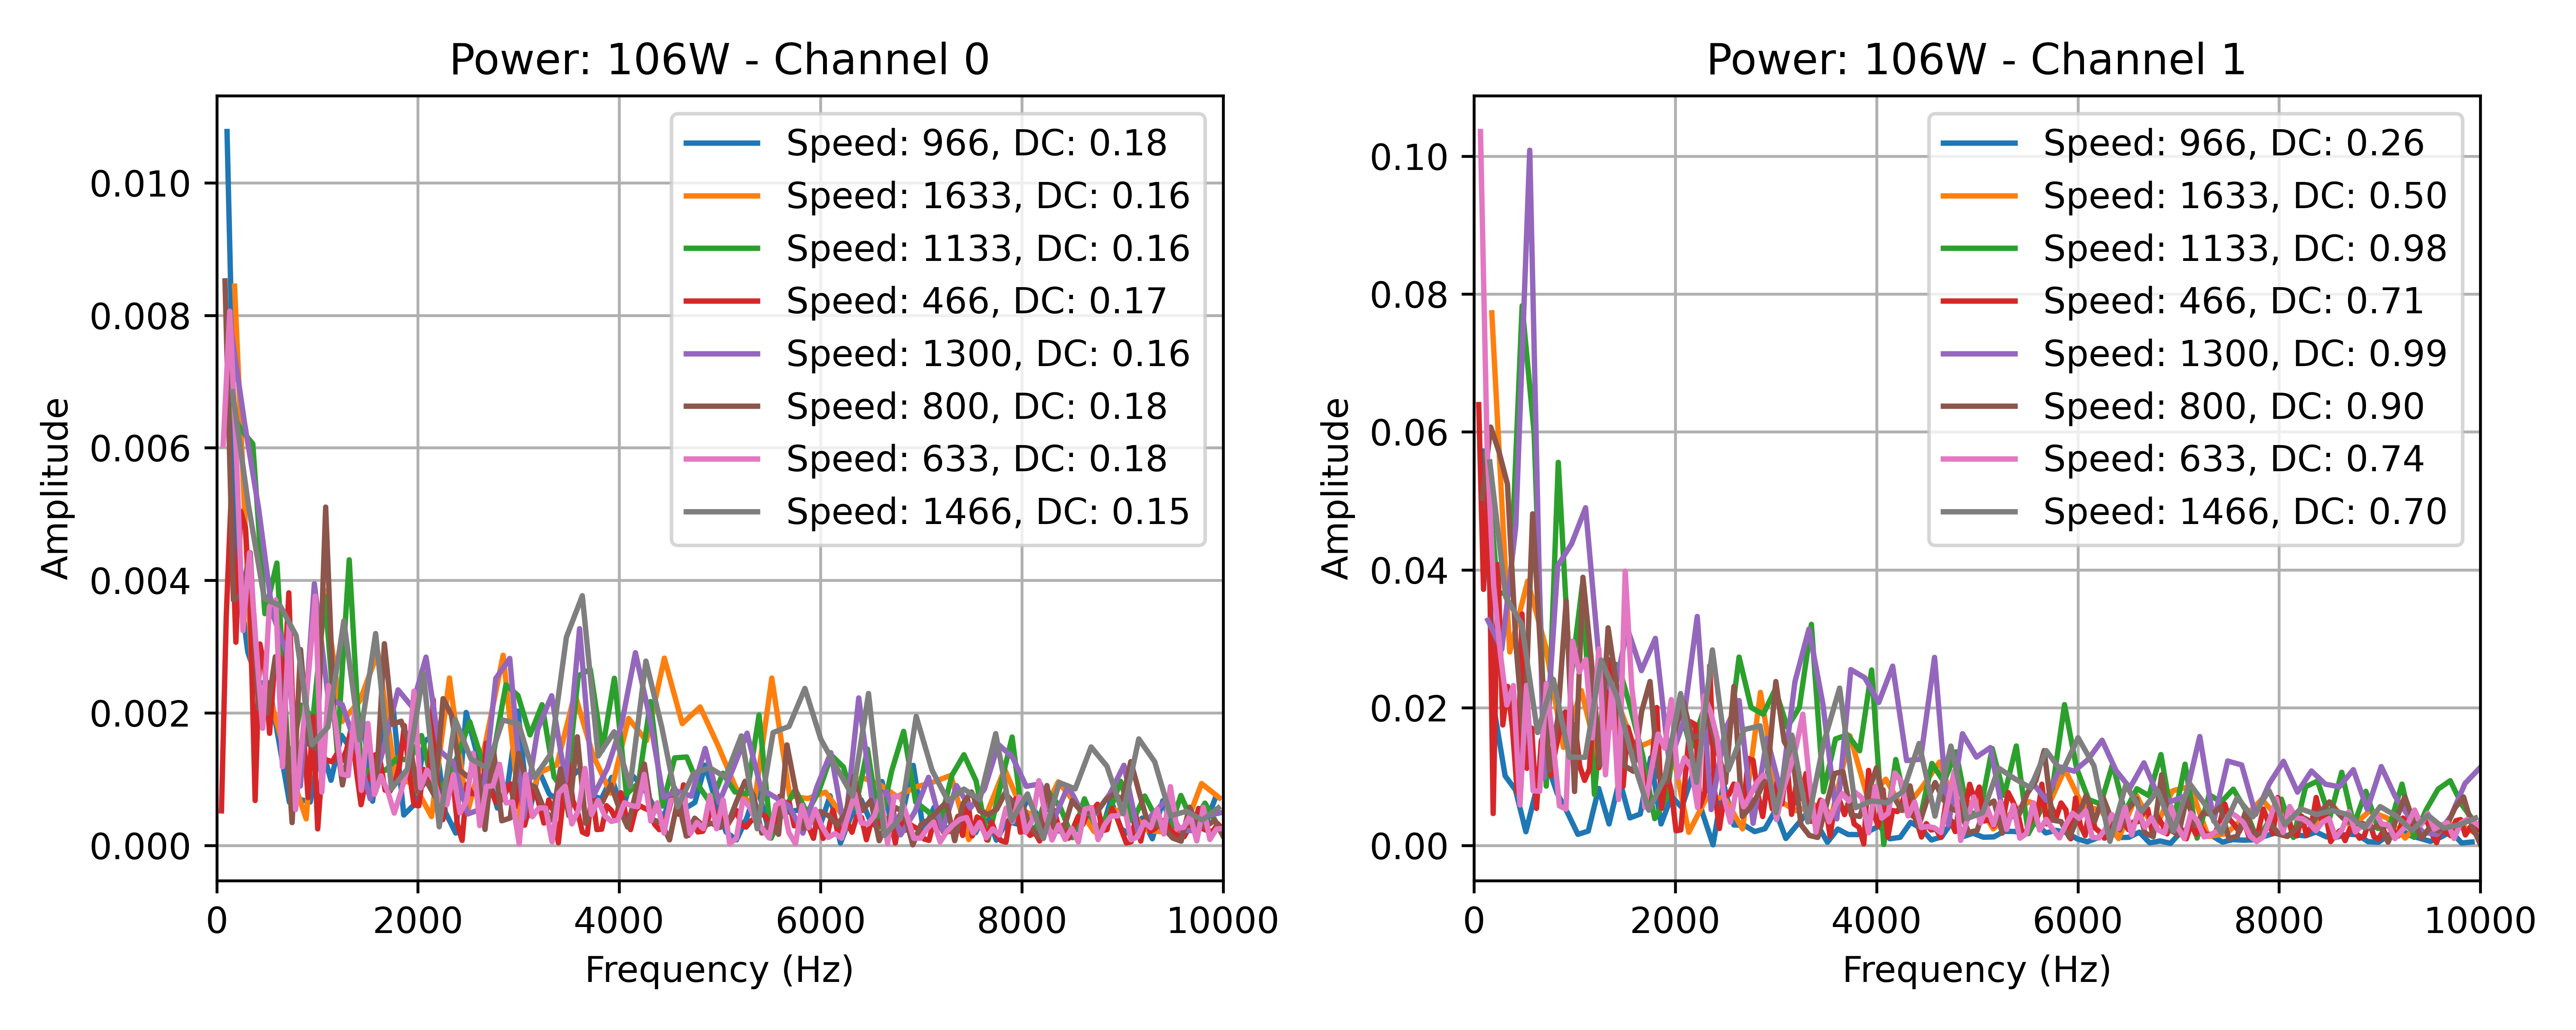 Power: 106W - Channel 0
Amplitude
0.010
0.008
0.006
0.004
0.002
0.000
0 2000 4000 6000 8000 10000
Frequency (Hz)
Speed: 966, DC: 0.18
Speed: 1633, DC: 0.16
Speed: 1133, DC: 0.16
Speed: 466, DC: 0.17
Speed: 1300, DC: 0.16
Speed: 800, DC: 0.18
Speed: 633, DC: 0.18
Speed: 1466, DC: 0.15
Power: 106W - Channel 1
Amplitude
0.10
0.08
0.06
0.04
0.02
0.00
0 2000 4000 6000 8000 10000
Frequency (Hz)
Speed: 966, DC: 0.26
Speed: 1633, DC: 0.50
Speed: 1133, DC: 0.98
Speed: 466, DC: 0.71
Speed: 1300, DC: 0.99
Speed: 800, DC: 0.90
Speed: 633, DC: 0.74
Speed: 1466, DC: 0.70